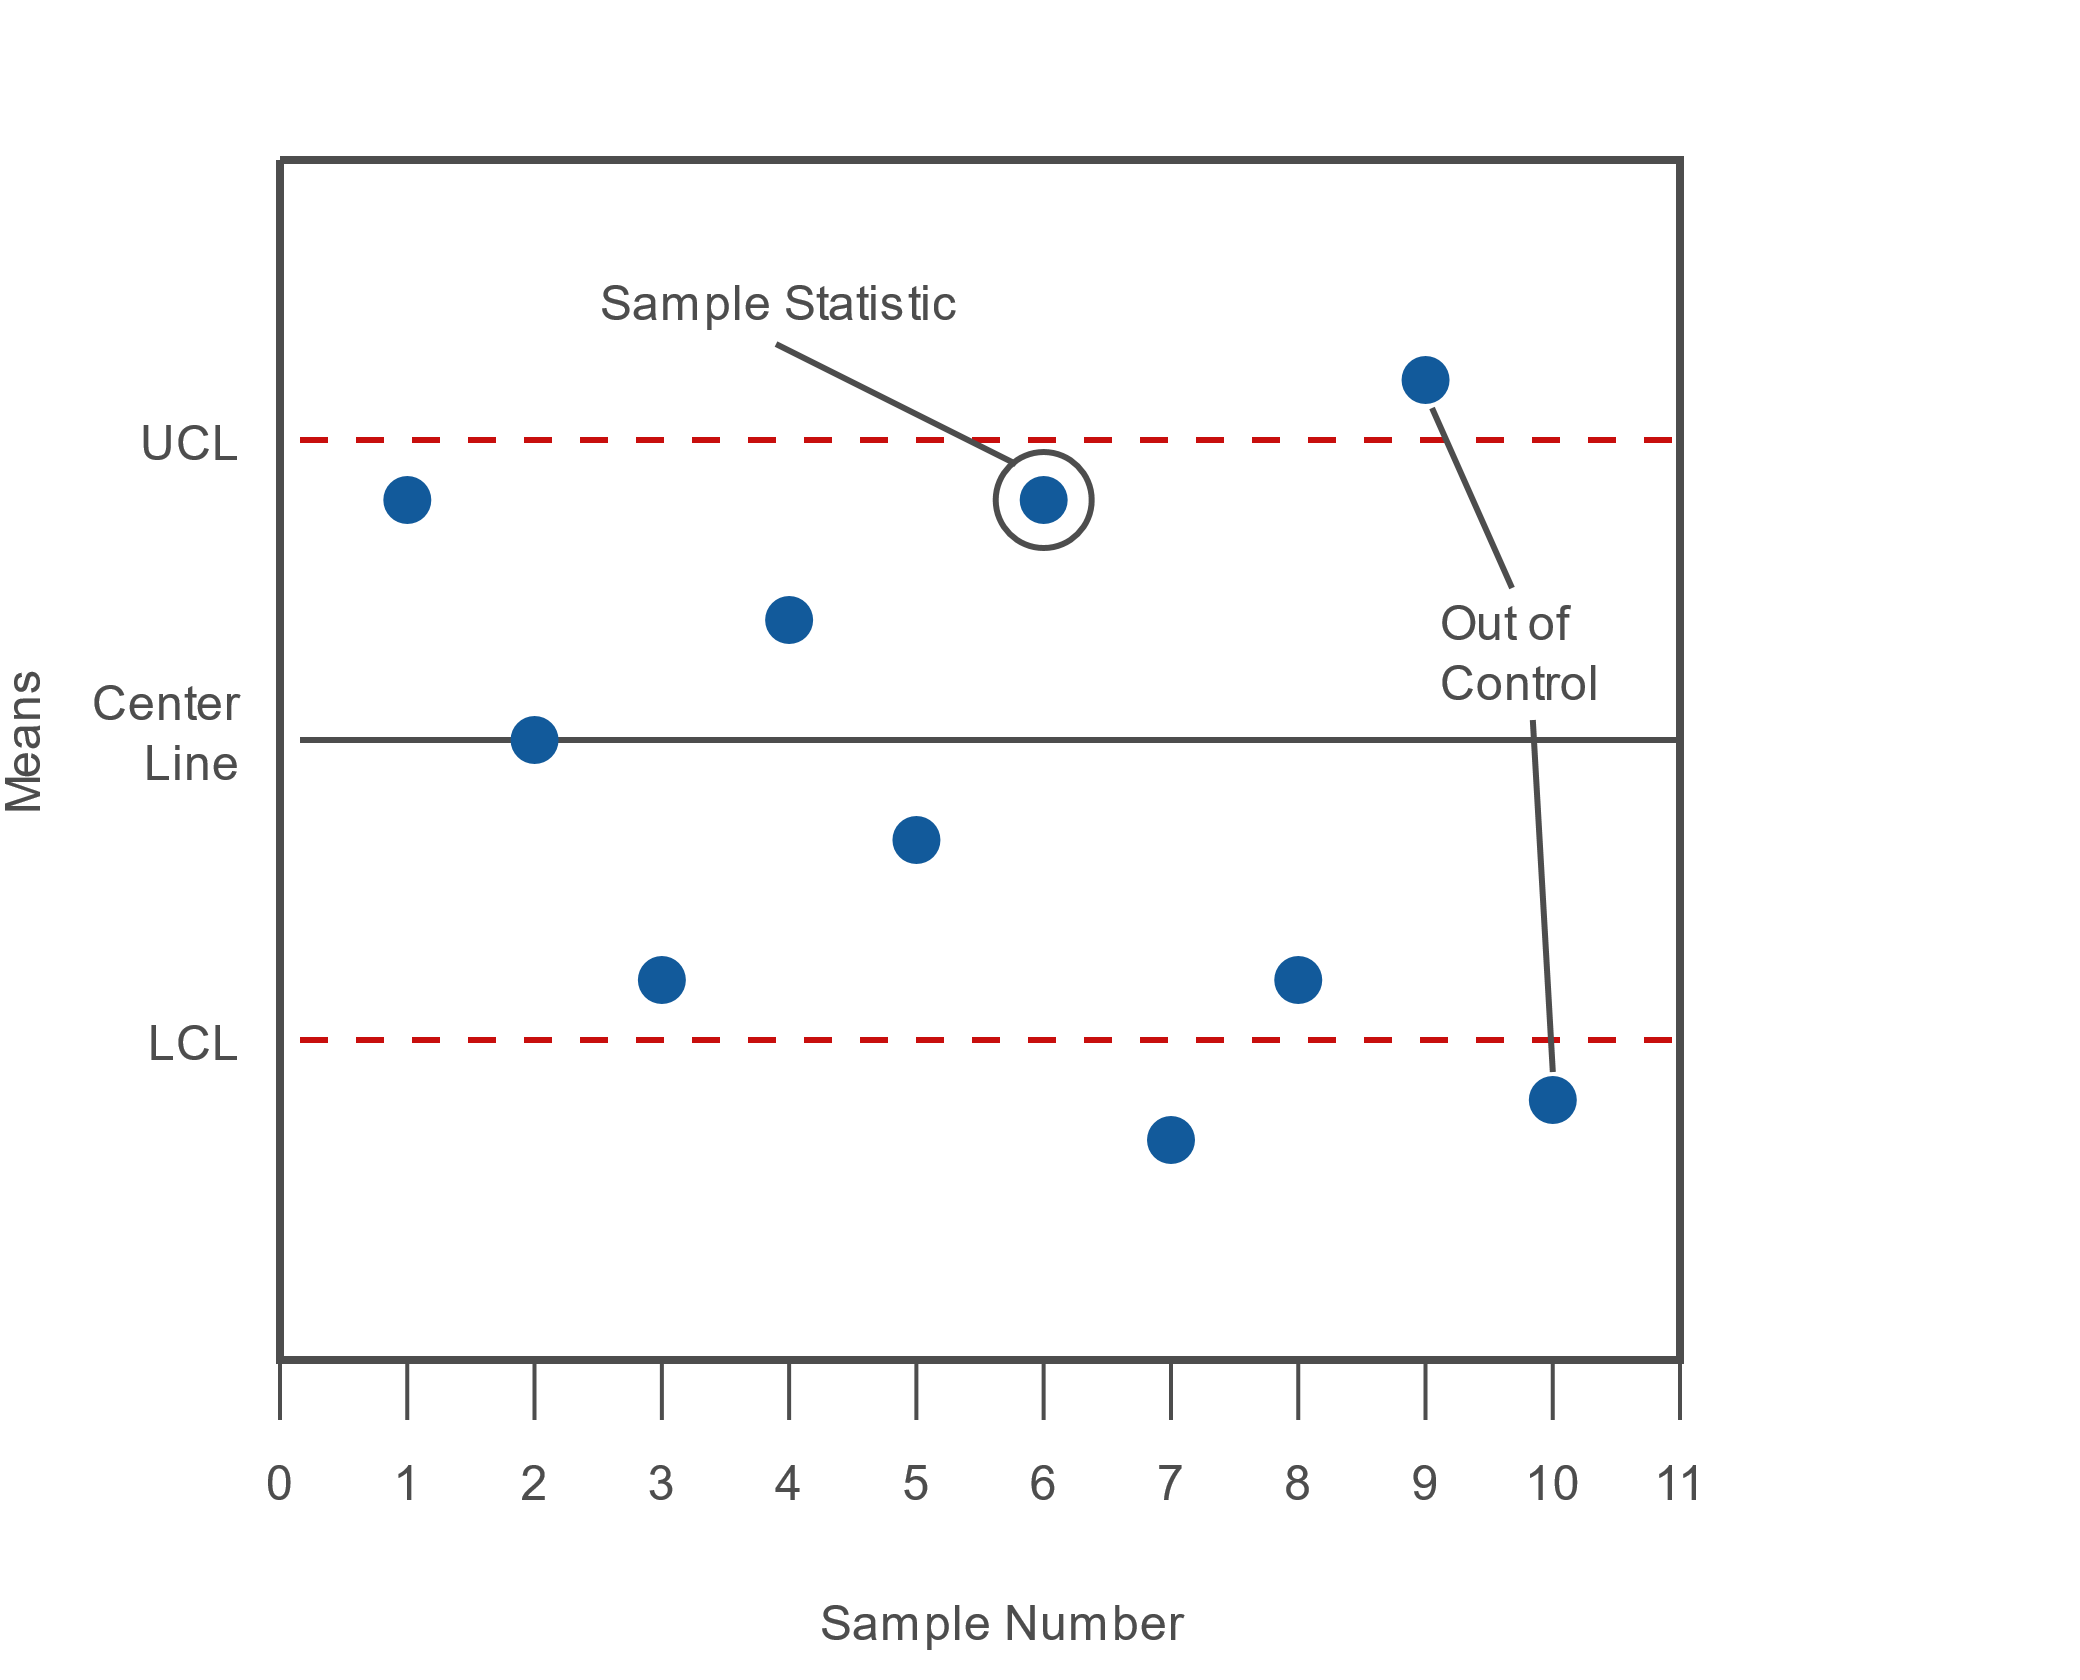 Sample Statistic
UCL
Out of
Control
Means
Center
Line
LCL
0 1 2 3 4 5 6 7 8 9 10 11
Sample Number